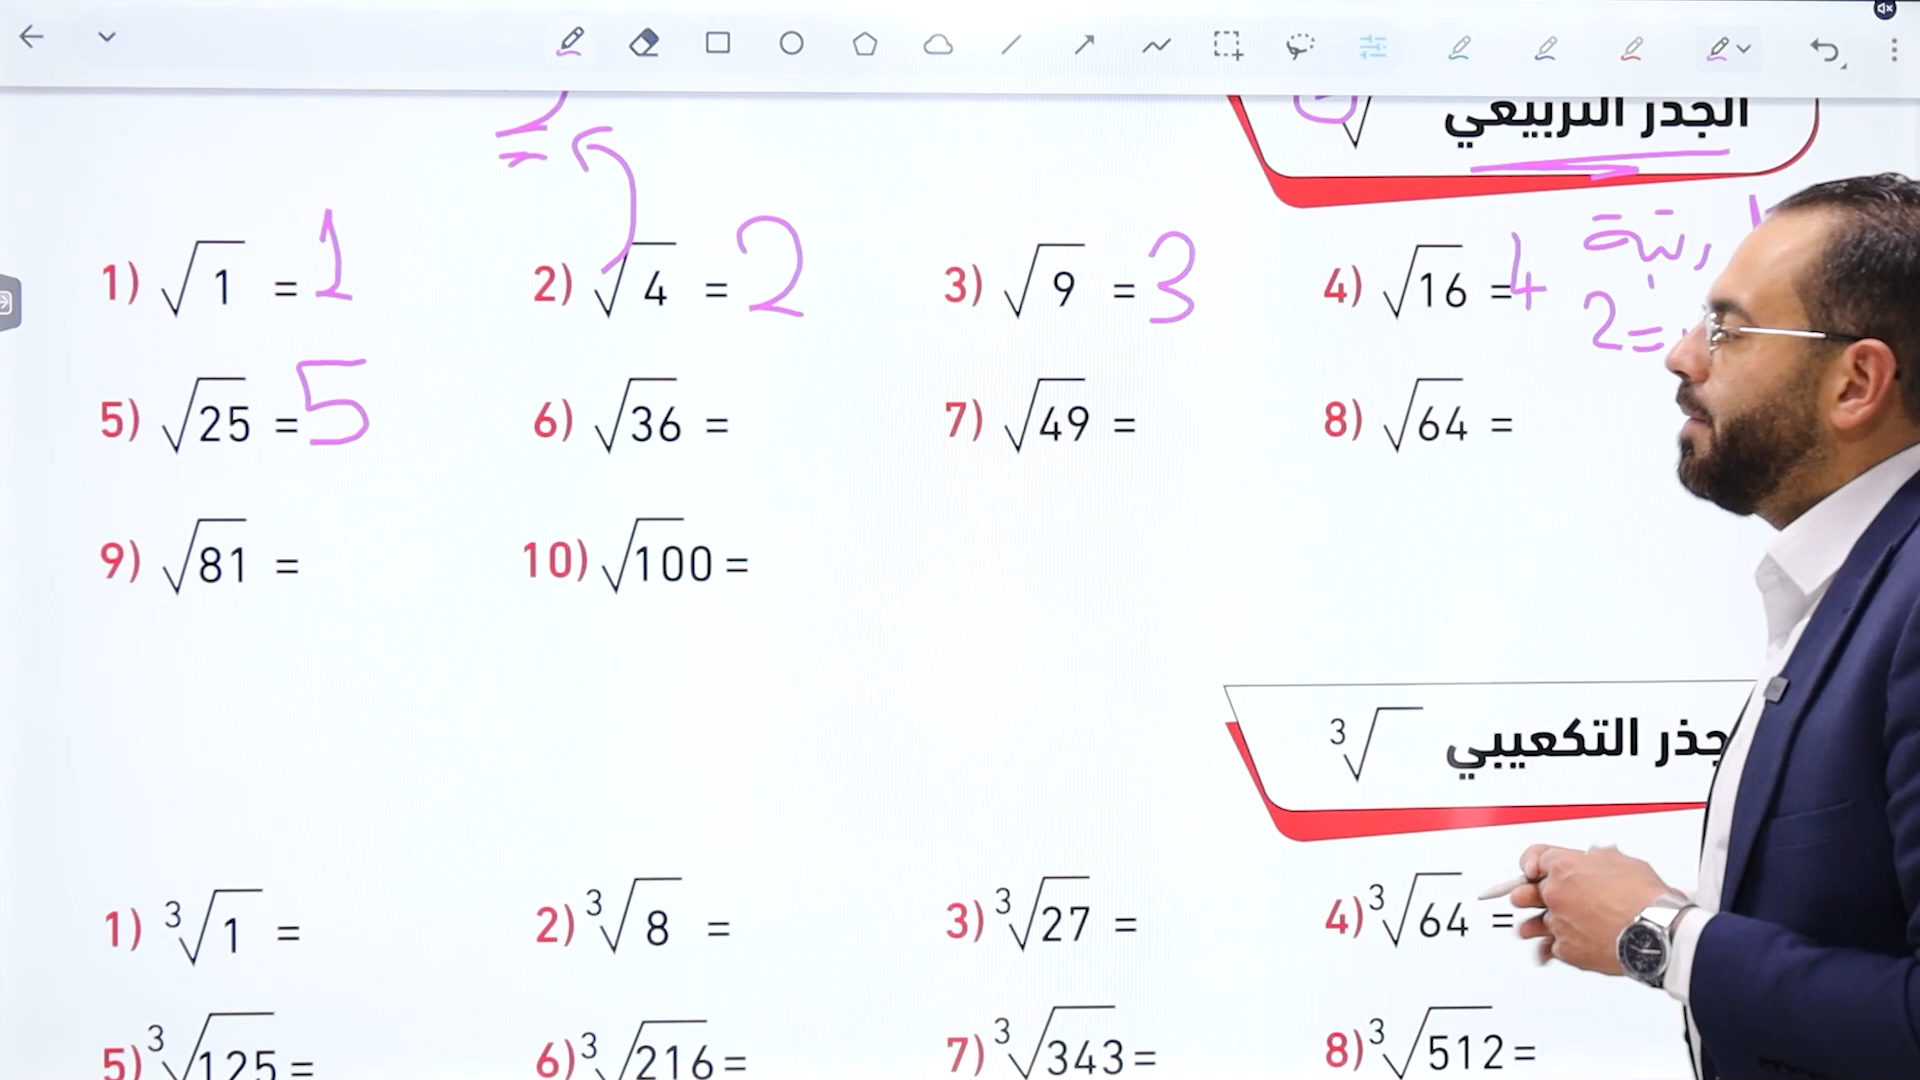 الجذر التربيعي √
رتبة
2=
1) √1 = 1 2) √4 = 2 3) √9 = 3 4) √16 = 4
5) √25 = 5 6) √36 = 7) √49 = 8) √64 =
9) √81 = 10) √100 =
جذر التكعيبي ∛
1) ∛1 = 2) ∛8 = 3) ∛27 = 4) ∛64 =
5) ∛125 = 6) ∛216 = 7) ∛343 = 8) ∛512 =